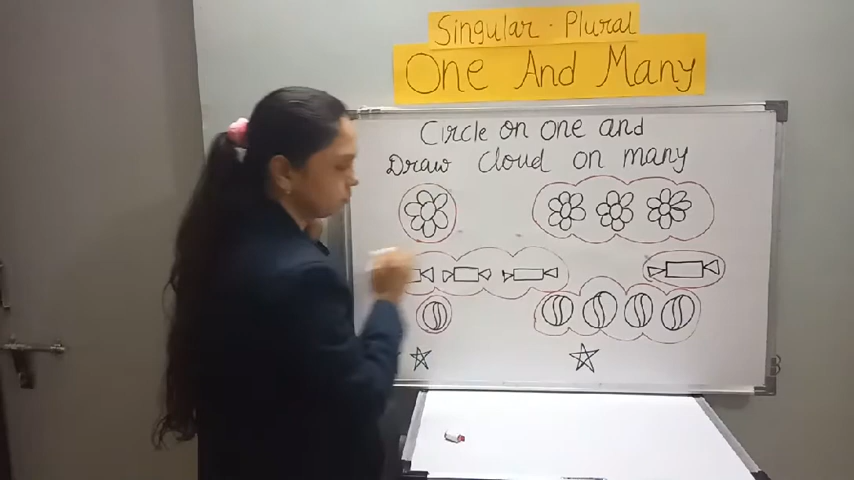 Singular - Plural
One And Many
Circle on one and
Draw cloud on many